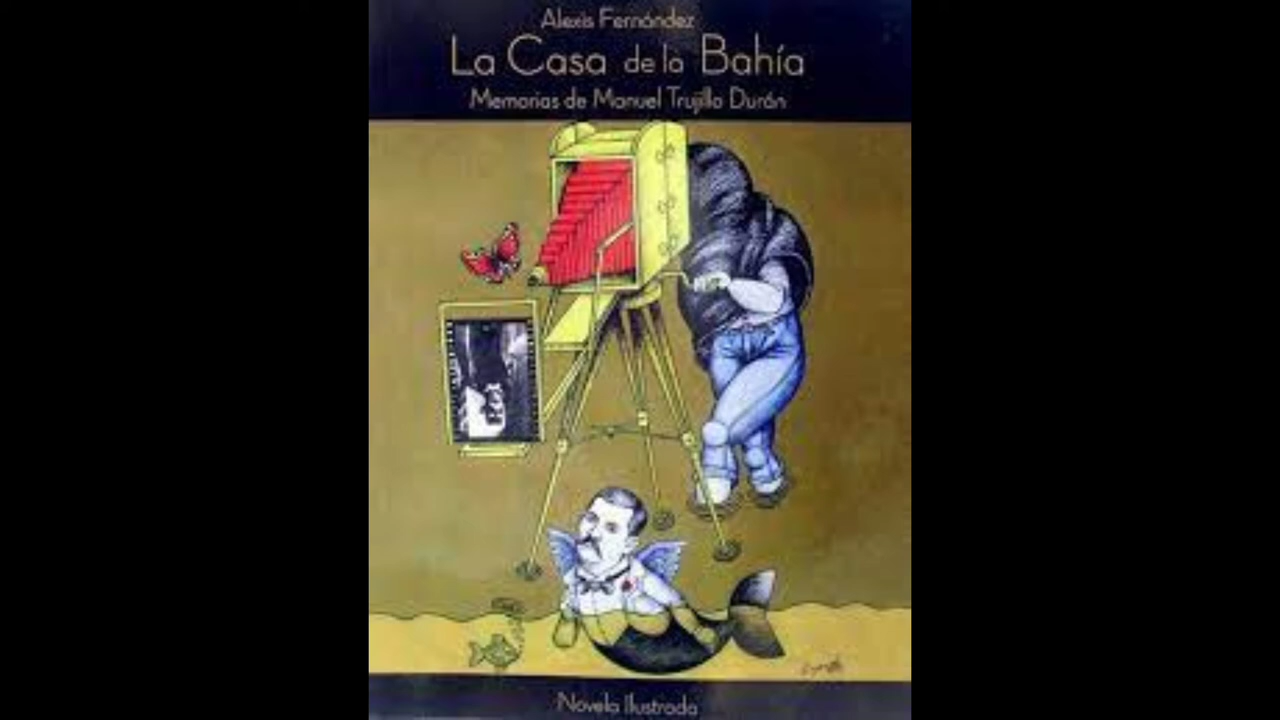 Alexis Fernández
La Casa de la Bahía
Memorias de Manuel Trujillo Durán
Novela Ilustrada